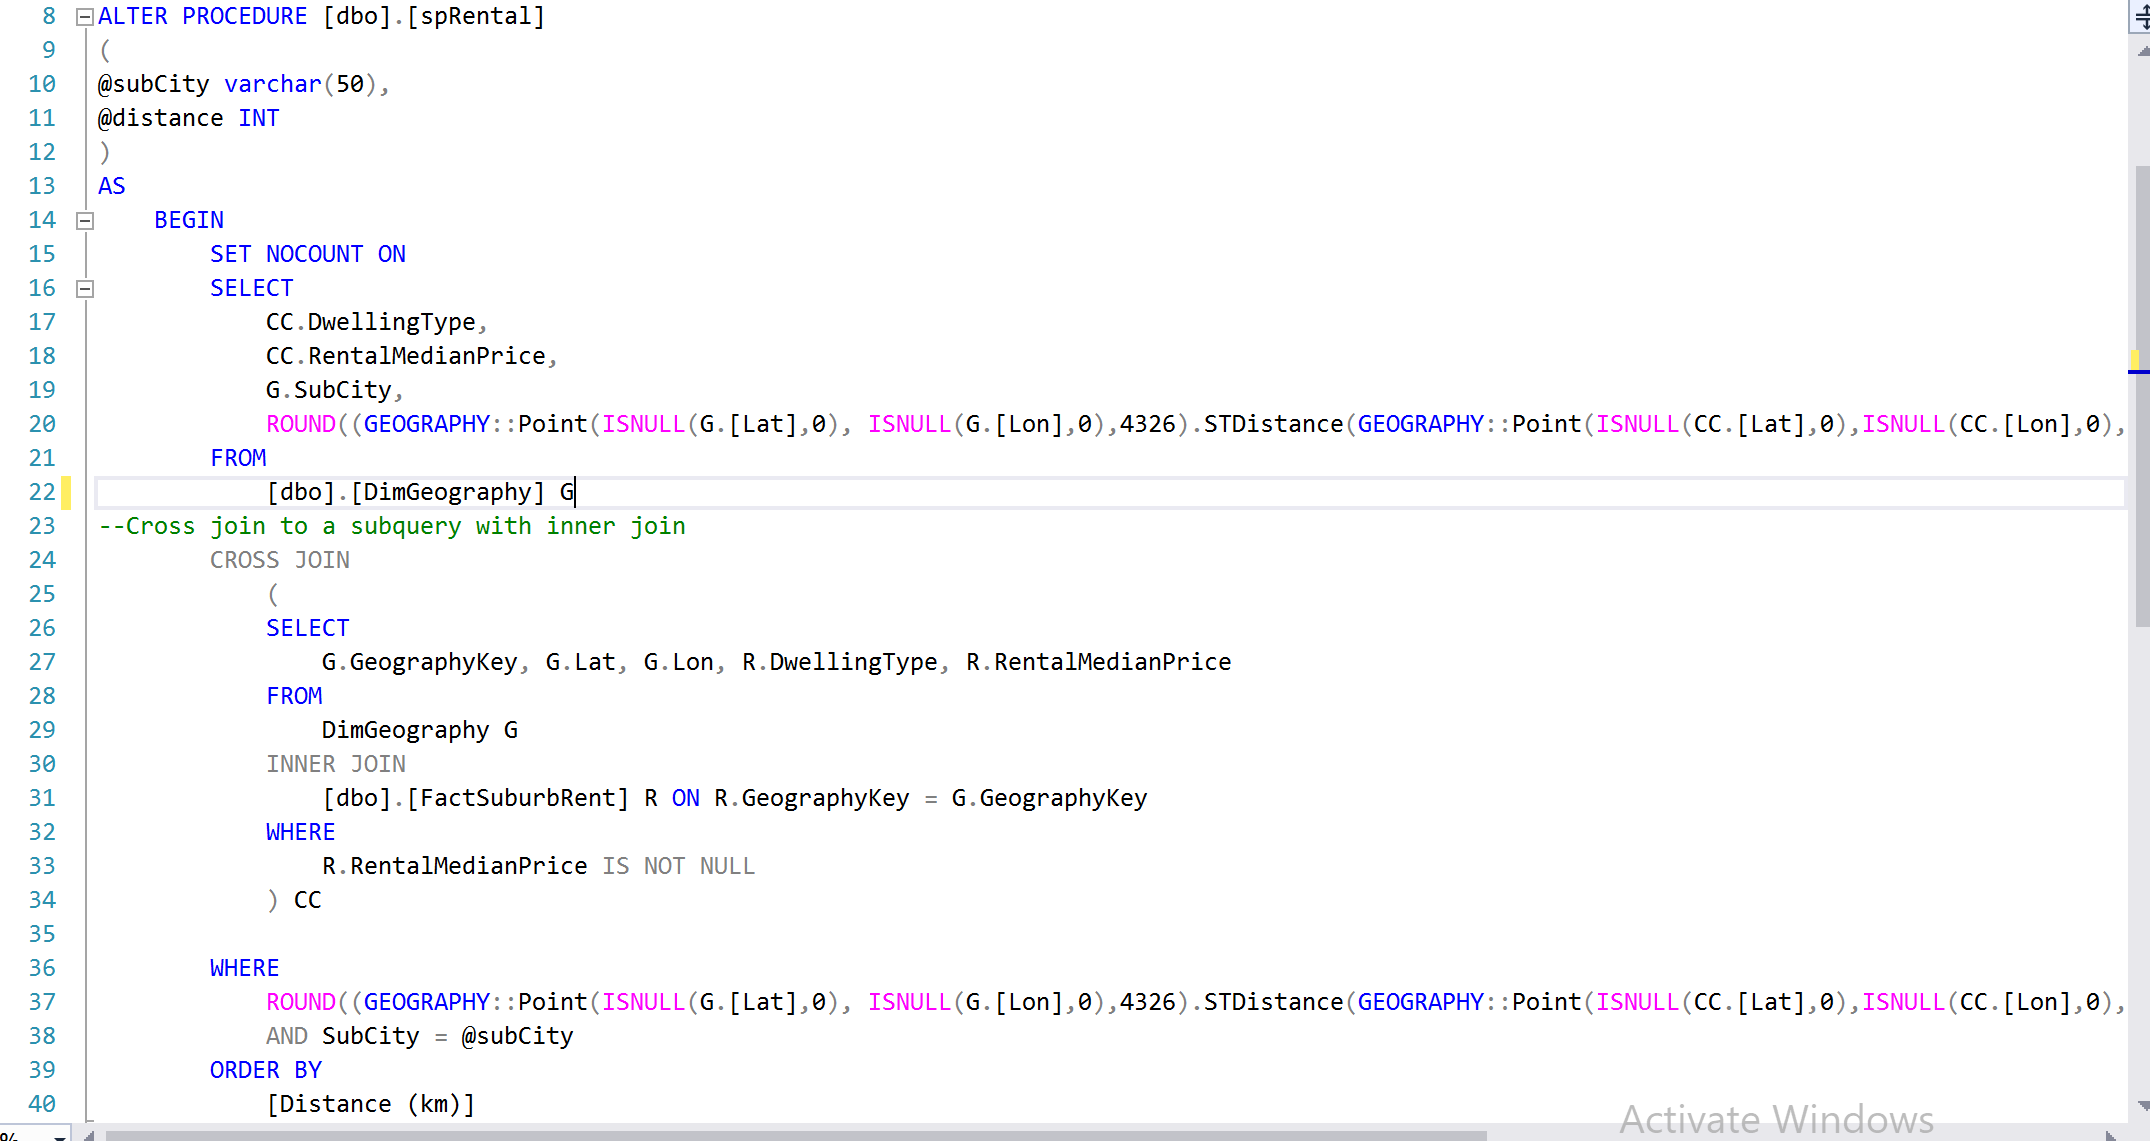 8 ALTER PROCEDURE [dbo].[spRental]
9 (
10 @subCity varchar(50),
11 @distance INT
12 )
13 AS
14 BEGIN
15 SET NOCOUNT ON
16 SELECT
17 CC.DwellingType,
18 CC.RentalMedianPrice,
19 G.SubCity,
20 ROUND((GEOGRAPHY::Point(ISNULL(G.[Lat],0), ISNULL(G.[Lon],0),4326).STDistance(GEOGRAPHY::Point(ISNULL(CC.[Lat],0),ISNULL(CC.[Lon],0),
21 FROM
22 [dbo].[DimGeography] G
23 --Cross join to a subquery with inner join
24 CROSS JOIN
25 (
26 SELECT
27 G.GeographyKey, G.Lat, G.Lon, R.DwellingType, R.RentalMedianPrice
28 FROM
29 DimGeography G
30 INNER JOIN
31 [dbo].[FactSuburbRent] R ON R.GeographyKey = G.GeographyKey
32 WHERE
33 R.RentalMedianPrice IS NOT NULL
34 ) CC
35
36 WHERE
37 ROUND((GEOGRAPHY::Point(ISNULL(G.[Lat],0), ISNULL(G.[Lon],0),4326).STDistance(GEOGRAPHY::Point(ISNULL(CC.[Lat],0),ISNULL(CC.[Lon],0),
38 AND SubCity = @subCity
39 ORDER BY
40 [Distance (km)]
Activate Windows
%